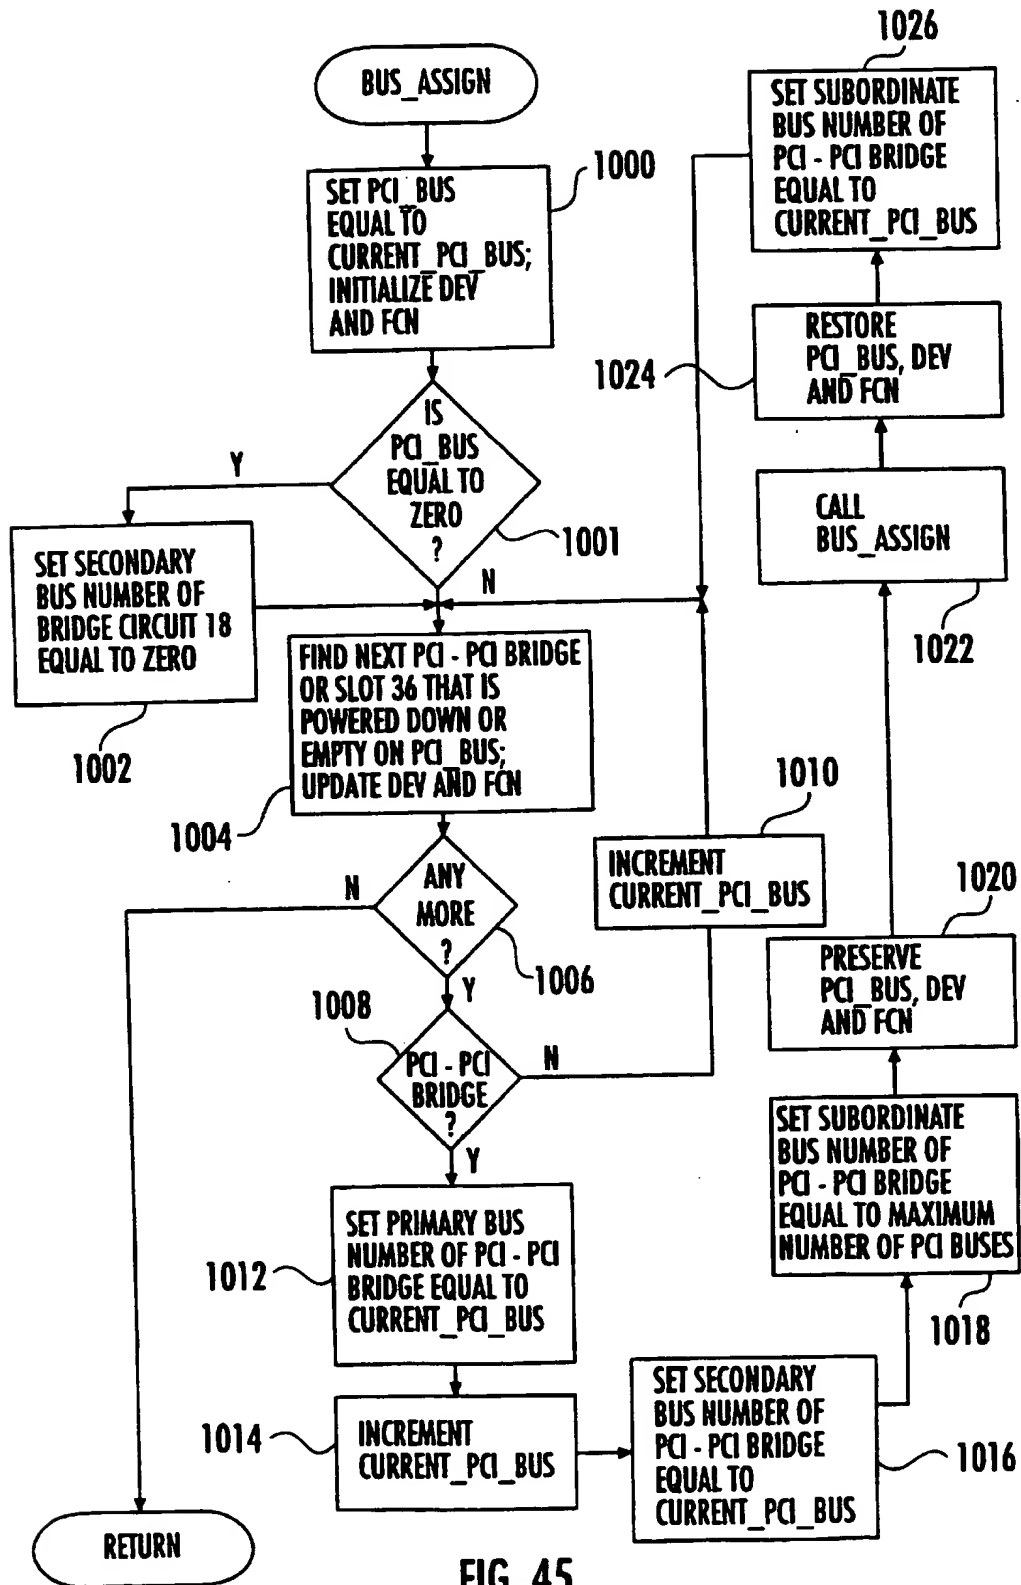 BUS_ASSIGN
1000
SET PCI_BUS
EQUAL TO
CURRENT_PCI_BUS;
INITIALIZE DEV
AND FCN
IS
PCI_BUS
EQUAL TO
ZERO
?
1001
Y
N
SET SECONDARY
BUS NUMBER OF
BRIDGE CIRCUIT 18
EQUAL TO ZERO
1002
FIND NEXT PCI - PCI BRIDGE
OR SLOT 36 THAT IS
POWERED DOWN OR
EMPTY ON PCI_BUS;
UPDATE DEV AND FCN
1004
ANY
MORE
?
1006
N
Y
1008
PCI - PCI
BRIDGE
?
N
Y
1010
INCREMENT
CURRENT_PCI_BUS
1012
SET PRIMARY BUS
NUMBER OF PCI - PCI
BRIDGE EQUAL TO
CURRENT_PCI_BUS
1014
INCREMENT
CURRENT_PCI_BUS
SET SECONDARY
BUS NUMBER OF
PCI - PCI BRIDGE
EQUAL TO
CURRENT_PCI_BUS
1016
SET SUBORDINATE
BUS NUMBER OF
PCI - PCI BRIDGE
EQUAL TO MAXIMUM
NUMBER OF PCI BUSES
1018
1020
PRESERVE
PCI_BUS, DEV
AND FCN
CALL
BUS_ASSIGN
1022
1024
RESTORE
PCI_BUS, DEV
AND FCN
1026
SET SUBORDINATE
BUS NUMBER OF
PCI - PCI BRIDGE
EQUAL TO
CURRENT_PCI_BUS
RETURN
FIG. 45